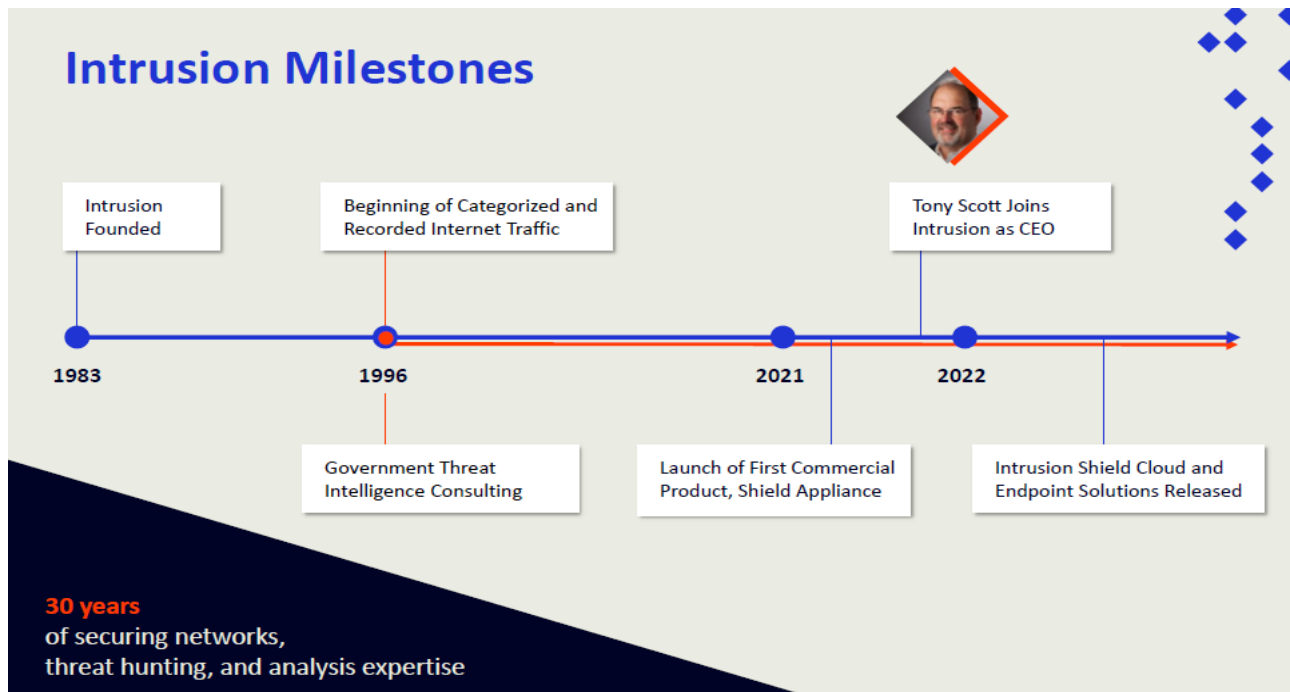 Intrusion Milestones
Intrusion
Founded
Beginning of Categorized and
Recorded Internet Traffic
Tony Scott Joins
Intrusion as CEO
1983
1996
2021
2022
Government Threat
Intelligence Consulting
Launch of First Commercial
Product, Shield Appliance
Intrusion Shield Cloud and
Endpoint Solutions Released
30 years
of securing networks,
threat hunting, and analysis expertise